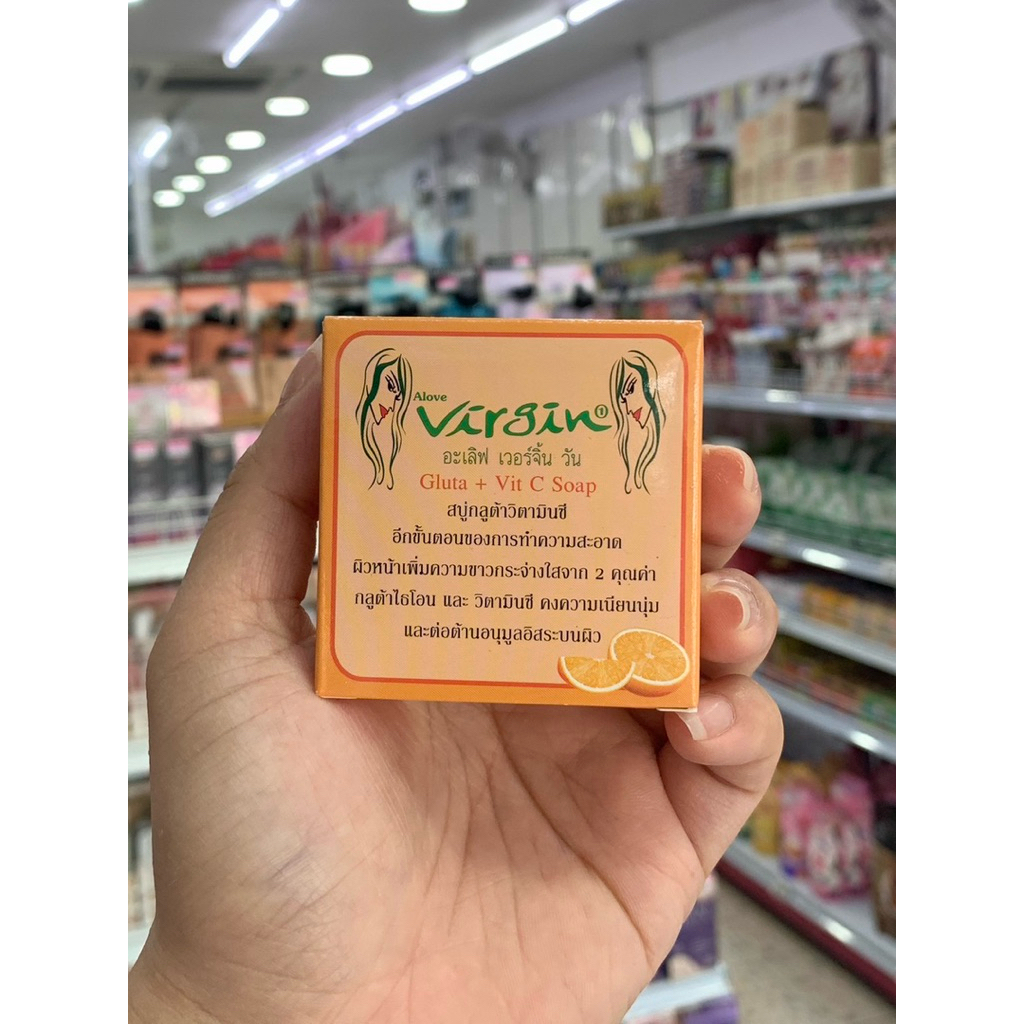 Alove
Virgin 1
อะเลิฟ เวอร์จิ้น วัน
Gluta + Vit C Soap
สบู่กลูต้าวิตามินซี
อีกขั้นตอนของการทำความสะอาด
ผิวหน้าเพิ่มความขาวกระจ่างใสจาก 2 คุณค่า
กลูต้าไธโอน และ วิตามินซี คงความเนียนนุ่ม
และต่อต้านอนุมูลอิสระบนผิว